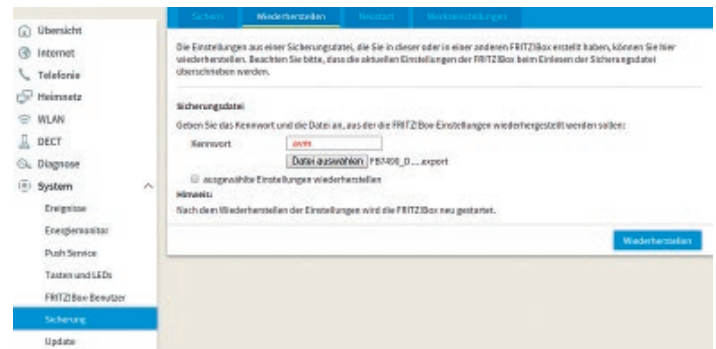 Übersicht
Internet
Telefonie
Heimnetz
WLAN
DECT
Diagnose
System
Ereignisse
Energiemonitor
Push Service
Tasten und LEDs
FRITZ!Box-Benutzer
Sicherung
Update
Sichern Wiederherstellen Neustart Werkseinstellungen
Die Einstellungen aus einer Sicherungsdatei, die Sie in dieser oder in einer anderen FRITZ!Box erstellt haben, können Sie hier
wiederherstellen. Beachten Sie bitte, dass die aktuellen Einstellungen der FRITZ!Box beim Einlesen der Sicherungsdatei
überschrieben werden.
Sicherungsdatei
Geben Sie das Kennwort und die Datei an, aus der die FRITZ!Box-Einstellungen wiederhergestellt werden sollen:
Kennwort avm
Datei auswählen FB7490_D....export
ausgewählte Einstellungen wiederherstellen
Hinweis:
Nach dem Wiederherstellen der Einstellungen wird die FRITZ!Box neu gestartet.
Wiederherstellen